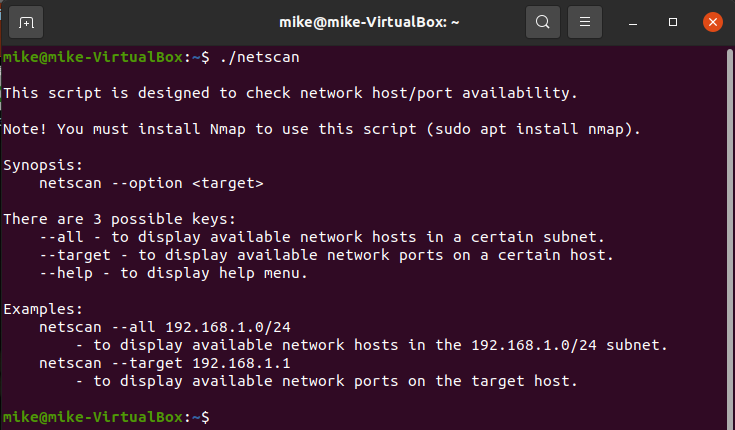 mike@mike-VirtualBox: ~
mike@mike-VirtualBox:~$ ./netscan
This script is designed to check network host/port availability.
Note! You must install Nmap to use this script (sudo apt install nmap).
Synopsis:
netscan --option <target>
There are 3 possible keys:
--all - to display available network hosts in a certain subnet.
--target - to display available network ports on a certain host.
--help - to display help menu.
Examples:
netscan --all 192.168.1.0/24
- to display available network hosts in the 192.168.1.0/24 subnet.
netscan --target 192.168.1.1
- to display available network ports on the target host.
mike@mike-VirtualBox:~$